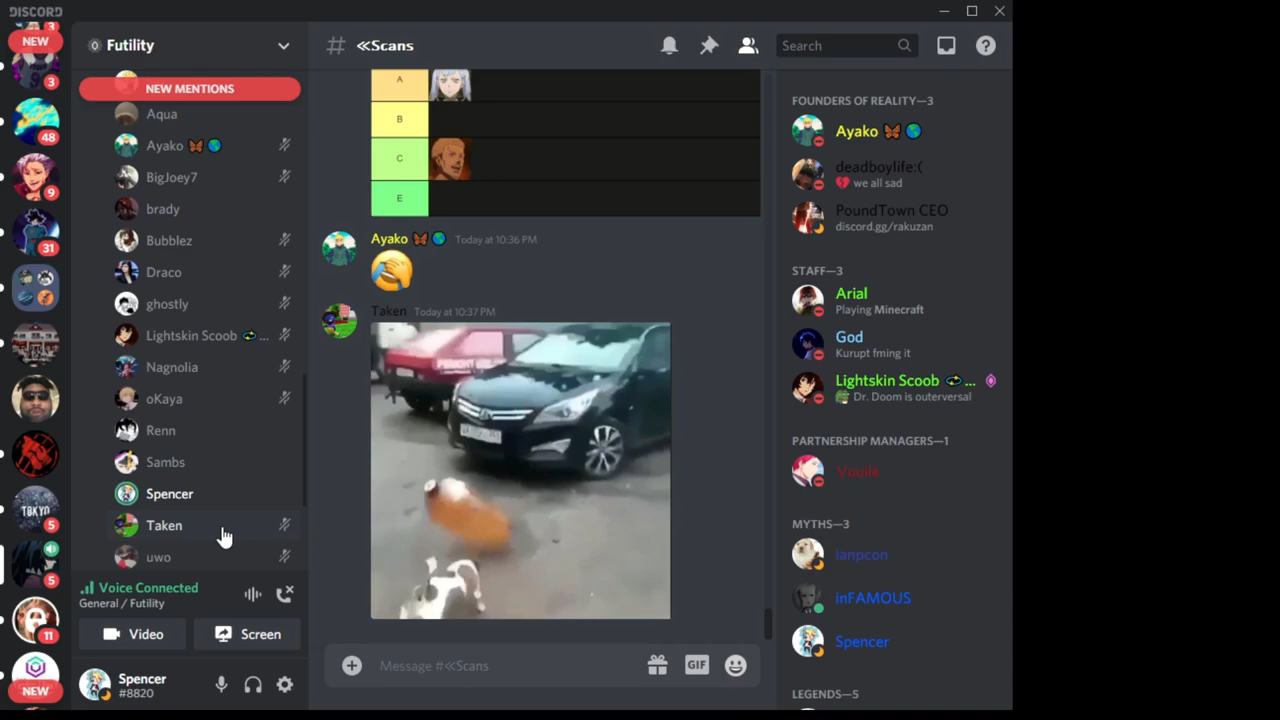 DISCORD
NEW
3
3
48
9
31
TOKYO
5
5
11
NEW
Futility
NEW MENTIONS
Aqua
Ayako
BigJoey7
brady
Bubblez
Draco
ghostly
Lightskin Scoob ...
Nagnolia
oKaya
Renn
Sambs
Spencer
Taken
uwo
Voice Connected
General / Futility
Video
Screen
Spencer
#8820
# ≪Scans
Search
A
B
C
E
Ayako Today at 10:36 PM
Taken Today at 10:37 PM
Message #≪Scans
GIF
FOUNDERS OF REALITY—3
Ayako
deadboylife:(
we all sad
PoundTown CEO
discord.gg/rakuzan
STAFF—3
Arial
Playing Minecraft
God
Kurupt fming it
Lightskin Scoob ...
Dr. Doom is outerversal
PARTNERSHIP MANAGERS—1
Vouile
MYTHS—3
lanpcon
inFAMOUS
Spencer
LEGENDS—5